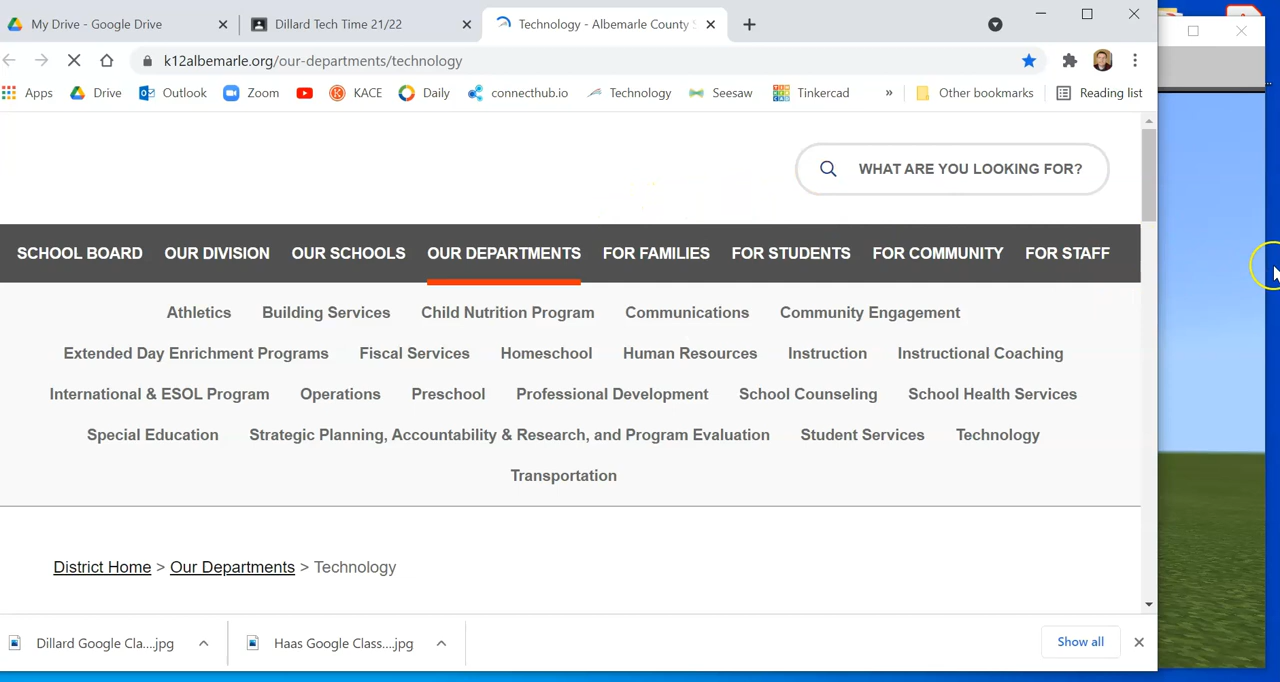 My Drive - Google Drive
Dillard Tech Time 21/22
Technology - Albemarle County S
k12albemarle.org/our-departments/technology
Apps
Drive
Outlook
Zoom
KACE
Daily
connecthub.io
Technology
Seesaw
Tinkercad
»
Other bookmarks
Reading list
WHAT ARE YOU LOOKING FOR?
SCHOOL BOARD OUR DIVISION OUR SCHOOLS OUR DEPARTMENTS FOR FAMILIES FOR STUDENTS FOR COMMUNITY FOR STAFF
Athletics Building Services Child Nutrition Program Communications Community Engagement
Extended Day Enrichment Programs Fiscal Services Homeschool Human Resources Instruction Instructional Coaching
International & ESOL Program Operations Preschool Professional Development School Counseling School Health Services
Special Education Strategic Planning, Accountability & Research, and Program Evaluation Student Services Technology
Transportation
District Home > Our Departments > Technology
Dillard Google Cla....jpg
Haas Google Class....jpg
Show all